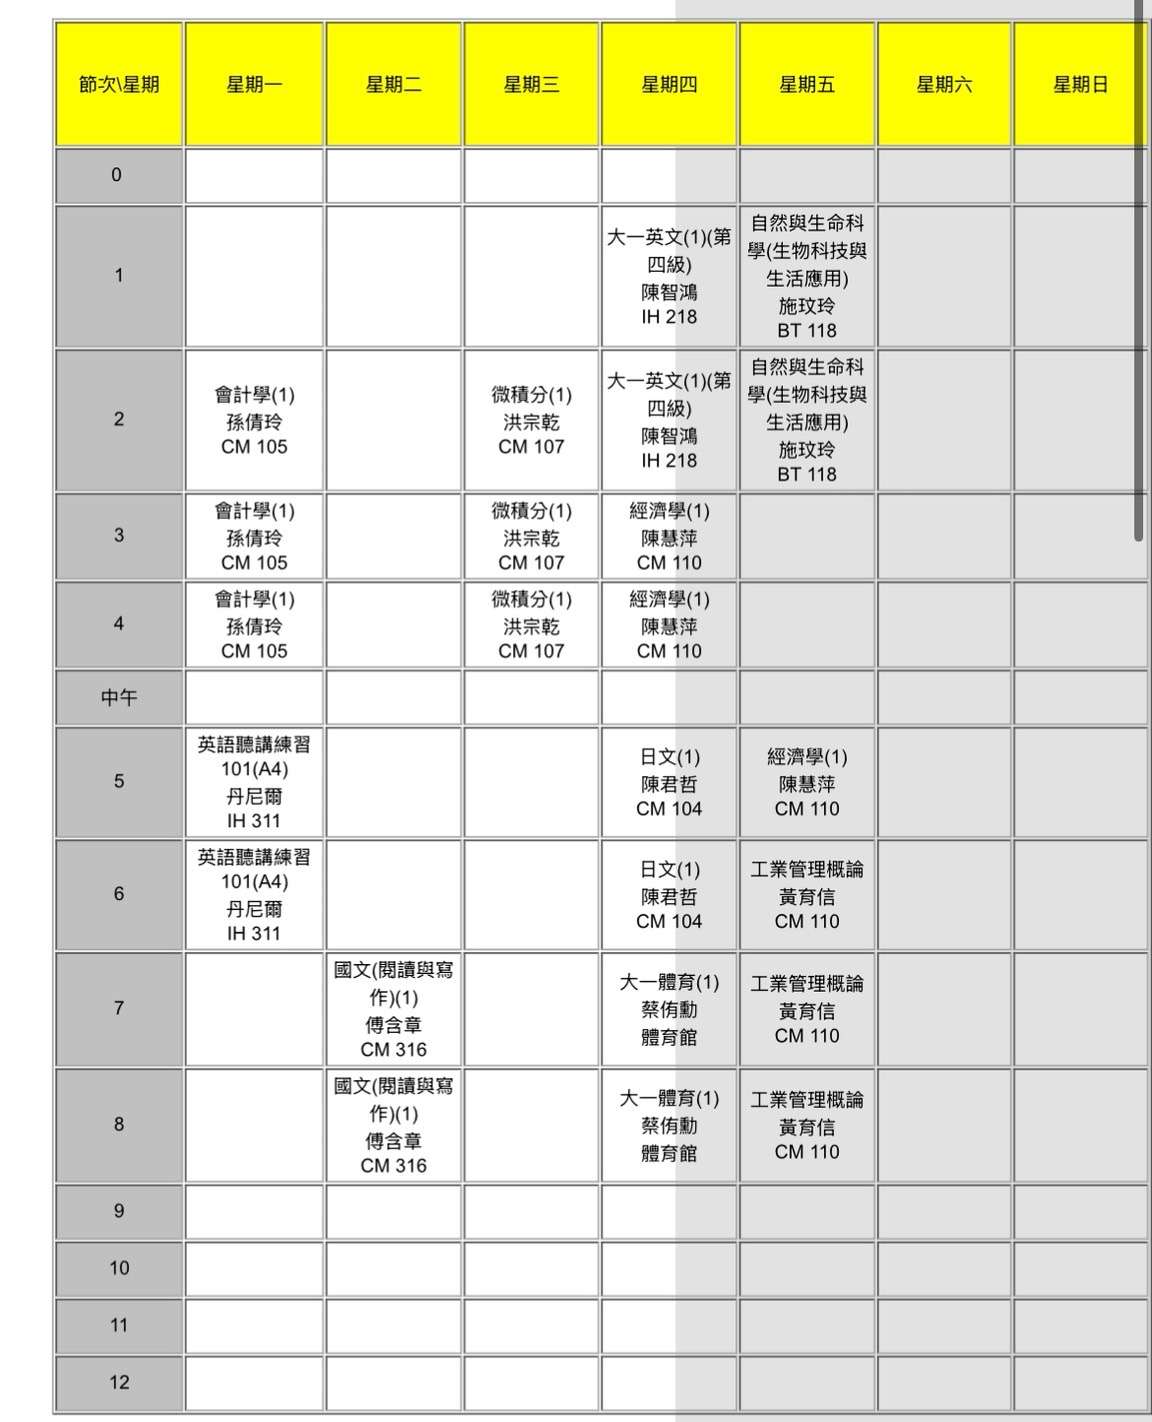 節次\星期 星期一 星期二 星期三 星期四 星期五 星期六 星期日
0
1
大一英文(1)(第
四級)
陳智鴻
IH 218
自然與生命科
學(生物科技與
生活應用)
施玟玲
BT 118
2
會計學(1)
孫倩玲
CM 105
微積分(1)
洪宗乾
CM 107
大一英文(1)(第
四級)
陳智鴻
IH 218
自然與生命科
學(生物科技與
生活應用)
施玟玲
BT 118
3
會計學(1)
孫倩玲
CM 105
微積分(1)
洪宗乾
CM 107
經濟學(1)
陳慧萍
CM 110
4
會計學(1)
孫倩玲
CM 105
微積分(1)
洪宗乾
CM 107
經濟學(1)
陳慧萍
CM 110
中午
5
英語聽講練習
101(A4)
丹尼爾
IH 311
日文(1)
陳君哲
CM 104
經濟學(1)
陳慧萍
CM 110
6
英語聽講練習
101(A4)
丹尼爾
IH 311
日文(1)
陳君哲
CM 104
工業管理概論
黃育信
CM 110
7
國文(閱讀與寫
作)(1)
傅含章
CM 316
大一體育(1)
蔡侑勳
體育館
工業管理概論
黃育信
CM 110
8
國文(閱讀與寫
作)(1)
傅含章
CM 316
大一體育(1)
蔡侑勳
體育館
工業管理概論
黃育信
CM 110
9
10
11
12